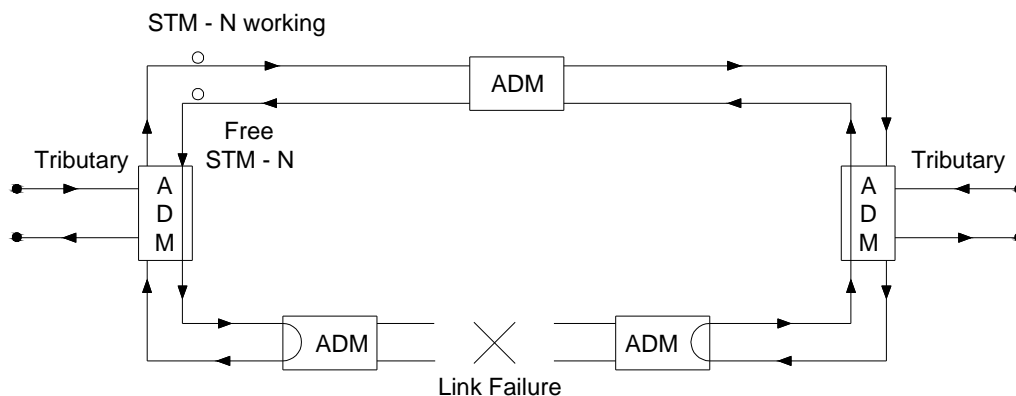 STM - N working
ADM
Free
STM - N
Tributary
Tributary
A
D
M
A
D
M
ADM
ADM
Link Failure